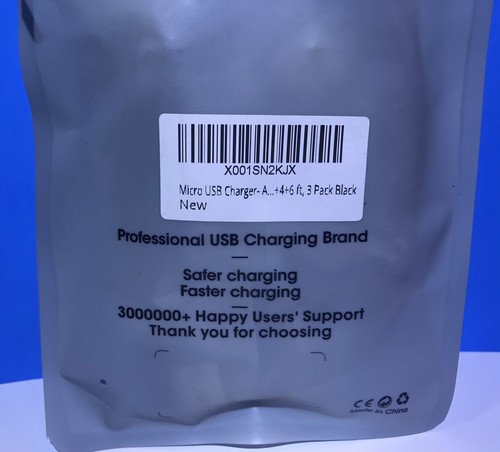 X001SN2KJX
Micro USB Charger- A...+4+6 ft, 3 Pack Black
New
Professional USB Charging Brand
Safer charging
Faster charging
3000000+ Happy Users' Support
Thank you for choosing
CE
Made in China